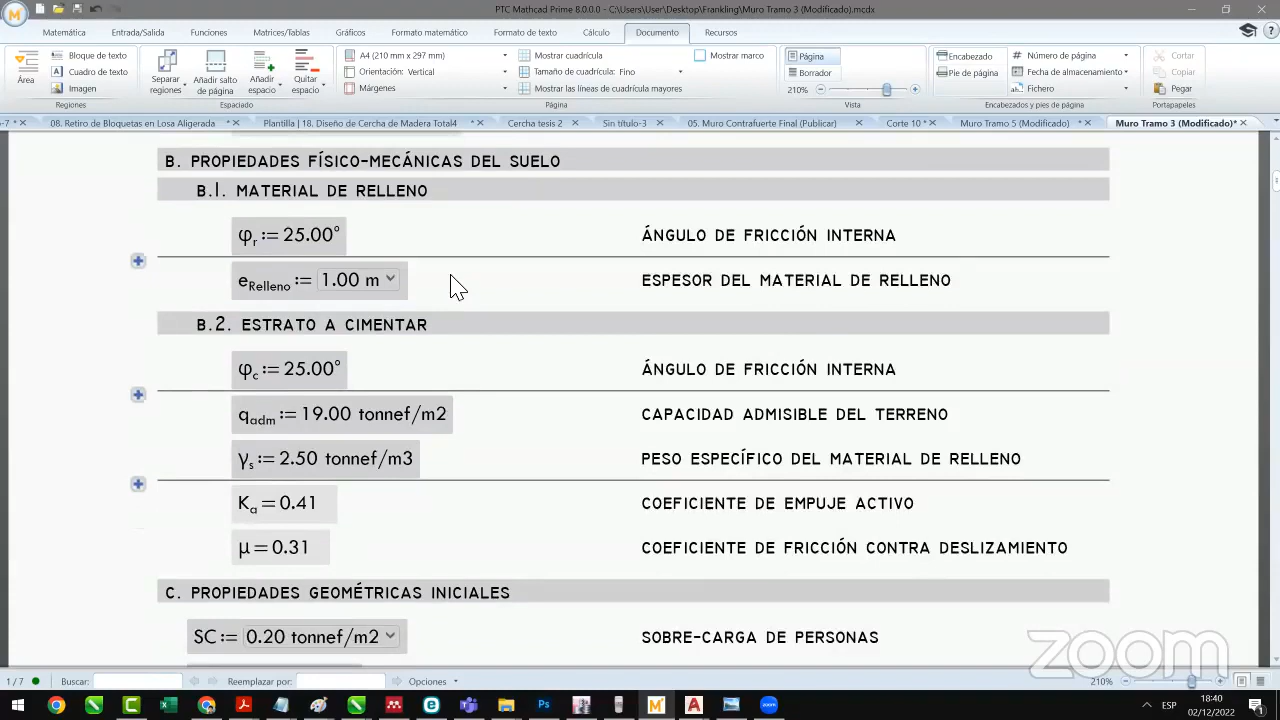 PTC Mathcad Prime 8.0.0.0 - C:\Users\User\Desktop\Frankling\Muro Tramo 3 (Modificado).mcdx
Matemática Entrada/Salida Funciones Matrices/Tablas Gráficos Formato matemático Formato de texto Cálculo Documento Recursos
Área
Bloque de texto
Cuadro de texto
Imagen
Regiones
Separar regiones
Añadir salto de página
Añadir espacio
Quitar espacio
Espaciado
A4 (210 mm x 297 mm)
Orientación: Vertical
Márgenes
Mostrar cuadrícula
Tamaño de cuadrícula: Fino
Mostrar las líneas de cuadrícula mayores
Mostrar marco
Página
Página
Borrador
210%
Vista
Encabezado
Pie de página
Número de página
Fecha de almacenamiento
Fichero
Encabezados y pies de página
Cortar
Copiar
Pegar
Portapapeles
-7 * 08. Retiro de Bloquetas en Losa Aligerada * Plantilla | 18. Diseño de Cercha de Madera Total4 * Cercha tesis 2 Sin título-3 05. Muro Contrafuerte Final (Publicar) Corte 10 * Muro Tramo 5 (Modificado) * Muro Tramo 3 (Modificado)*
B. PROPIEDADES FÍSICO-MECÁNICAS DEL SUELO
B.1. MATERIAL DE RELLENO
φr := 25.00° ÁNGULO DE FRICCIÓN INTERNA
eRelleno := 1.00 m ESPESOR DEL MATERIAL DE RELLENO
B.2. ESTRATO A CIMENTAR
φc := 25.00° ÁNGULO DE FRICCIÓN INTERNA
qadm := 19.00 tonnef/m2 CAPACIDAD ADMISIBLE DEL TERRENO
γs := 2.50 tonnef/m3 PESO ESPECÍFICO DEL MATERIAL DE RELLENO
Ka = 0.41 COEFICIENTE DE EMPUJE ACTIVO
μ = 0.31 COEFICIENTE DE FRICCIÓN CONTRA DESLIZAMIENTO
C. PROPIEDADES GEOMÉTRICAS INICIALES
SC := 0.20 tonnef/m2 SOBRE-CARGA DE PERSONAS
zoom
1 / 7 Buscar: Reemplazar por: Opciones 210%
ESP 18:40
02/12/2022